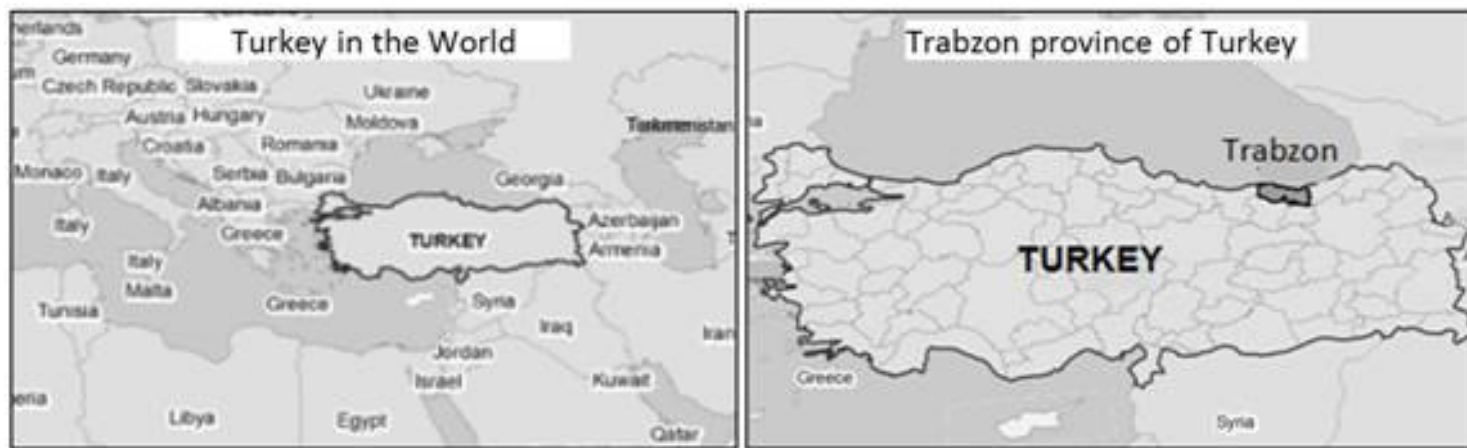 Turkey in the World
Germany
Czech Republic
Slovakia
Ukraine
Austria
Hungary
Moldova
Croatia
Romania
Monaco
Italy
Serbia
Bulgaria
Georgia
Albania
Italy
Greece
TURKEY
Azerbaijan
Armenia
Italy
Malta
Greece
Syria
Tunisia
Iraq
Iran
Jordan
Israel
Kuwait
Libya
Egypt
Qatar
Trabzon province of Turkey
Trabzon
TURKEY
Greece
Syria